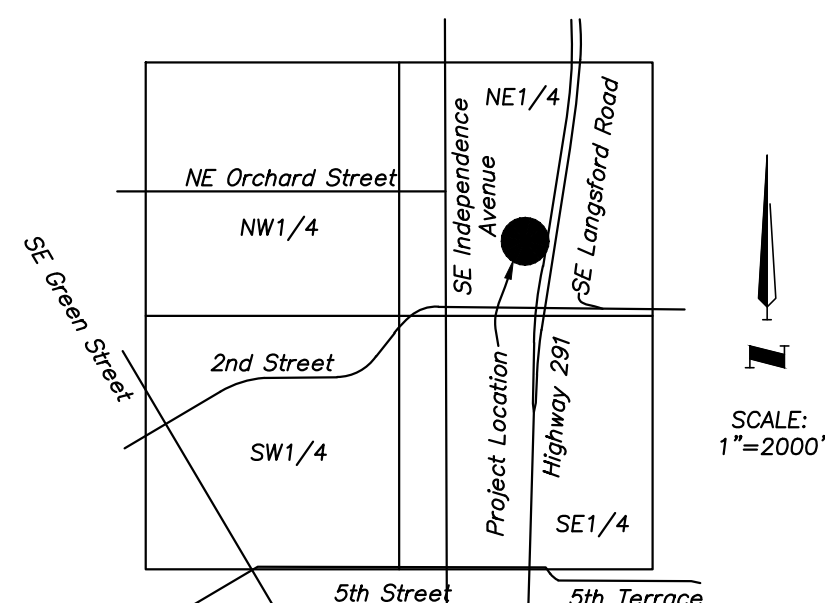 NE1/4
SE Langsford Road
SE Independence
Avenue
NE Orchard Street
NW1/4
SE Green Street
2nd Street
Project Location
Highway 291
SW1/4
SE1/4
N
SCALE:
1"=2000'
5th Street
5th Terrace